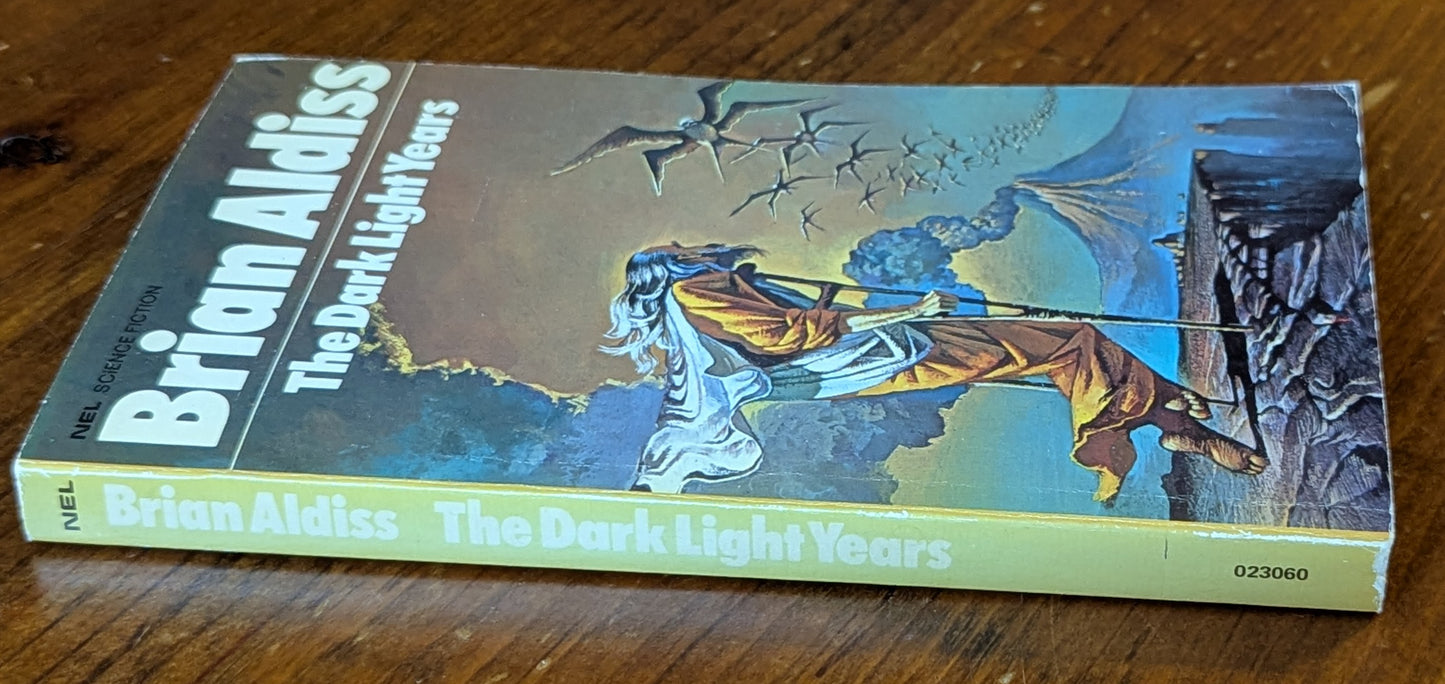 NEL SCIENCE FICTION
Brian Aldiss
The Dark Light Years
NEL Brian Aldiss The Dark Light Years 023060